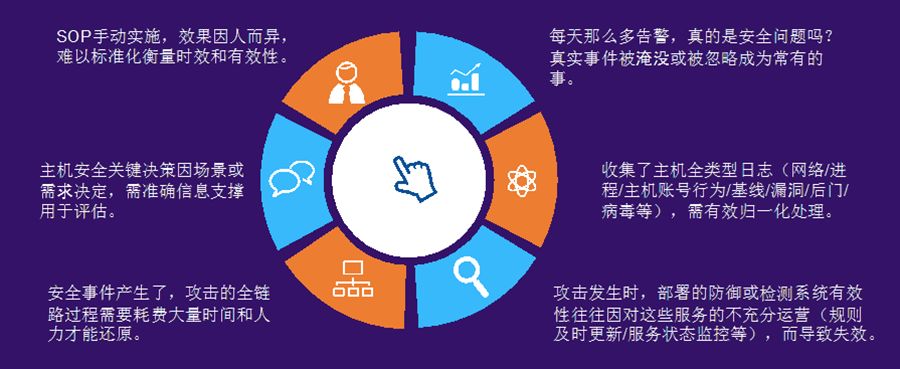 SOP手动实施，效果因人而异，
难以标准化衡量时效和有效性。
每天那么多告警，真的是安全问题吗？
真实事件被淹没或被忽略成为常有的
事。
主机安全关键决策因场景或
需求决定，需准确信息支撑
用于评估。
收集了主机全类型日志（网络/进
程/主机账号行为/基线/漏洞/后门/
病毒等），需有效归一化处理。
安全事件产生了，攻击的全链
路过程需要耗费大量时间和人
力才能还原。
攻击发生时，部署的防御或检测系统有效
性往往因对这些服务的不充分运营（规则
及时更新/服务状态监控等），而导致失效。